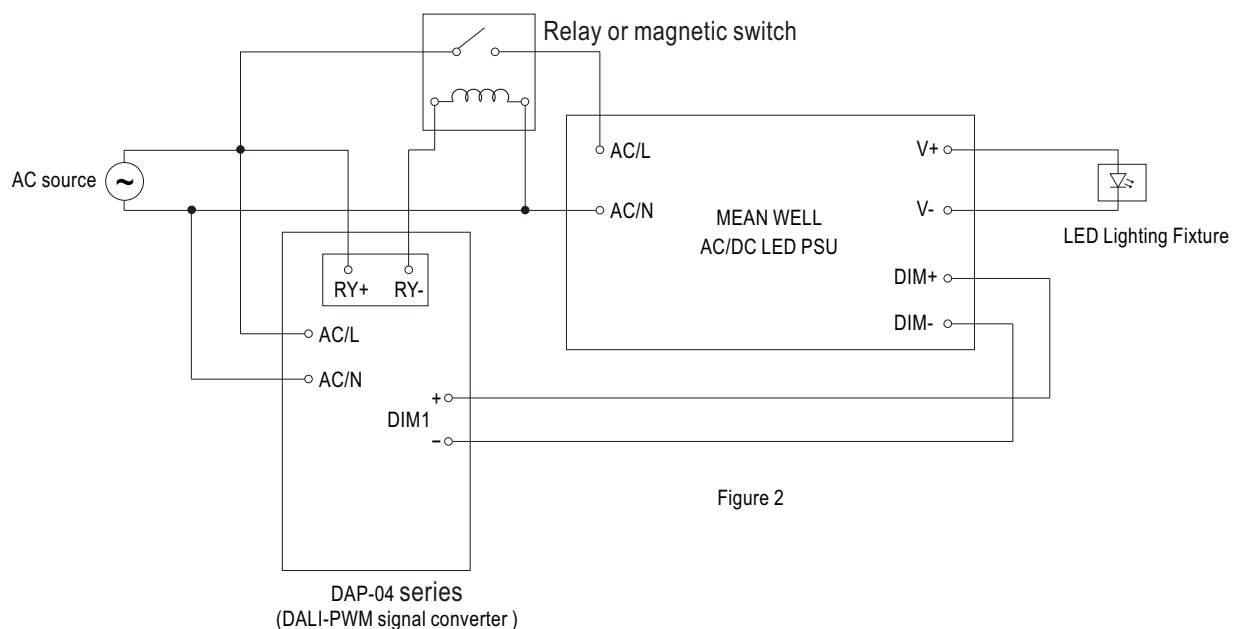 Relay or magnetic switch
AC source
~
AC/L
AC/N
MEAN WELL
AC/DC LED PSU
V+
V-
DIM+
DIM-
LED Lighting Fixture
RY+ RY-
AC/L
AC/N
DIM1
+
-
Figure 2
DAP-04 series
(DALI-PWM signal converter )